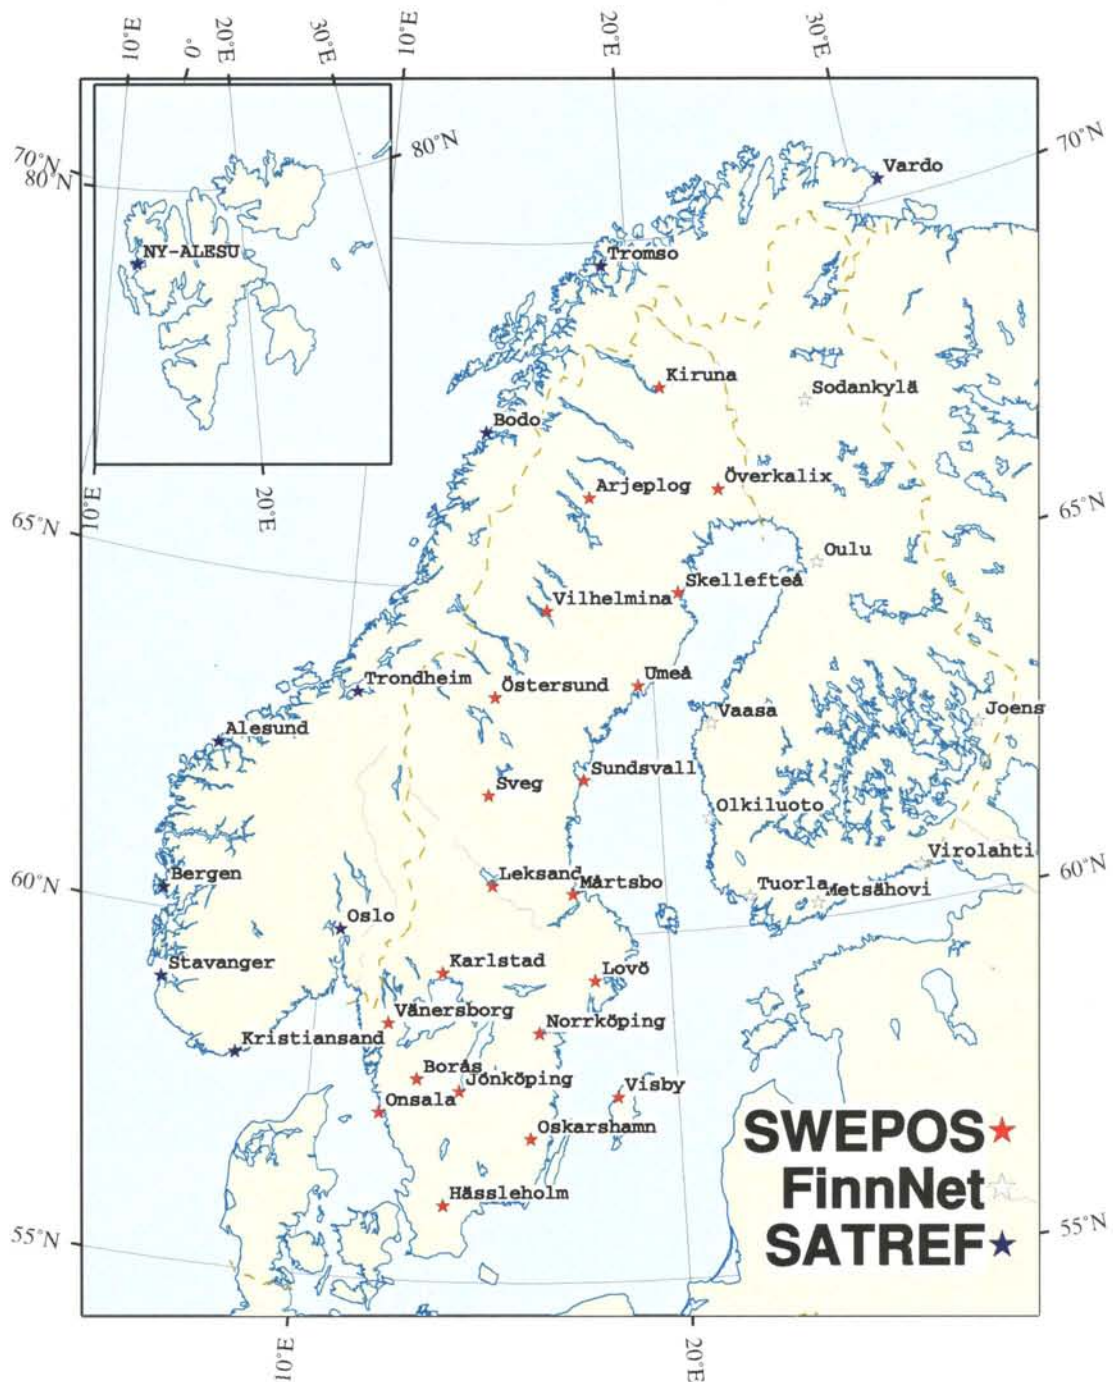 10°E
0°
20°E
30°E
10°E
20°E
30°E
70°N
80°N
80°N
70°N
NY-ALESU
Vardo
Tromso
Kiruna
Sodankylä
Bodo
Arjeplog
Överkalix
10°E
20°E
65°N
65°N
Oulu
Skellefteå
Vilhelmina
Trondheim
Östersund
Umeå
Vaasa
Joens
Alesund
Sveg
Sundsvall
Olkiluoto
Virolahti
Bergen
Leksand
Mårtsbo
Tuorla
Metsähovi
60°N
60°N
Oslo
Stavanger
Karlstad
Lovö
Vänersborg
Norrköping
Kristiansand
Borås
Jönköping
Onsala
Visby
Oskarshamn
SWEPOS
Hässleholm
FinnNet
SATREF
55°N
55°N
10°E
20°E